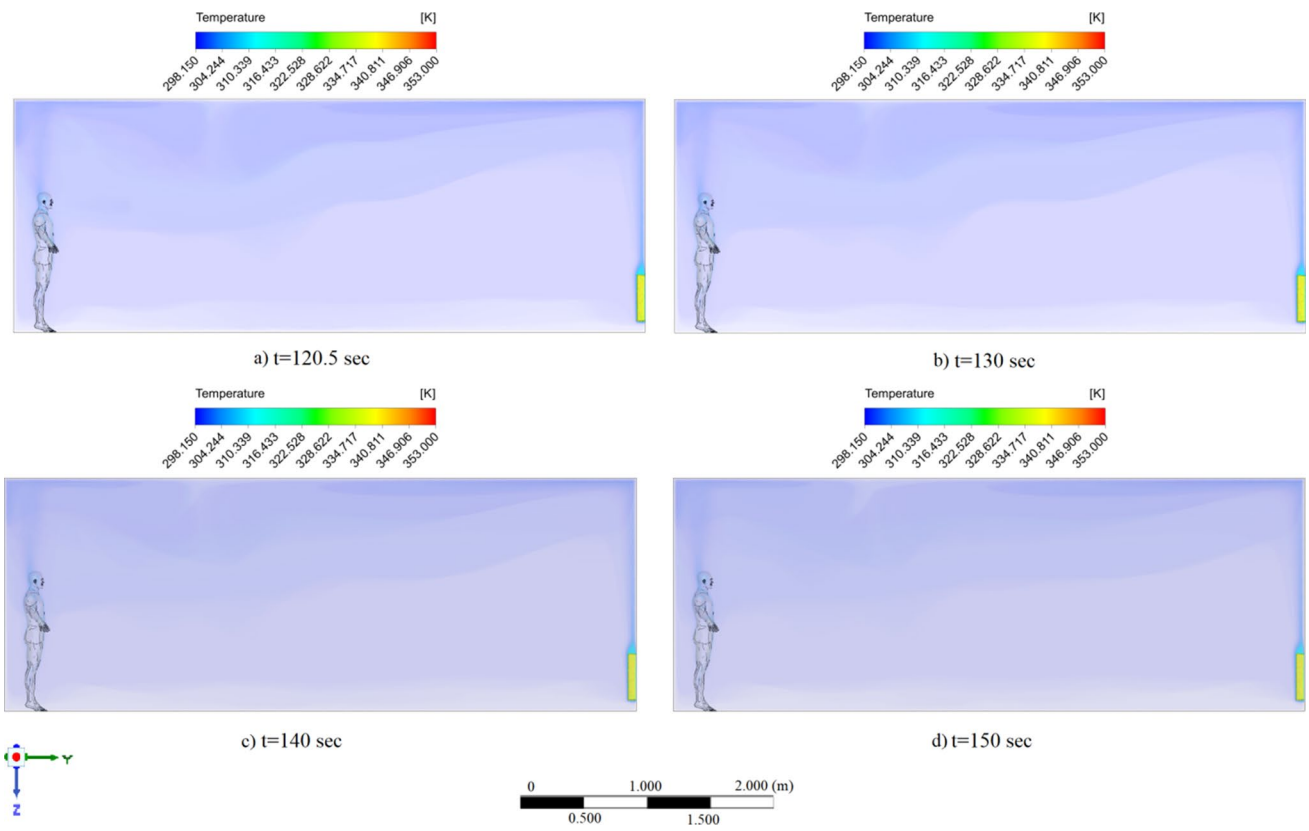 Temperature [K]
298.150 304.244 310.339 316.433 322.528 328.622 334.717 340.811 346.906 353.000
Temperature [K]
298.150 304.244 310.339 316.433 322.528 328.622 334.717 340.811 346.906 353.000
a) t=120.5 sec
b) t=130 sec
Temperature [K]
298.150 304.244 310.339 316.433 322.528 328.622 334.717 340.811 346.906 353.000
Temperature [K]
298.150 304.244 310.339 316.433 322.528 328.622 334.717 340.811 346.906 353.000
c) t=140 sec
d) t=150 sec
Y
Z
0 1.000 2.000 (m)
0.500 1.500